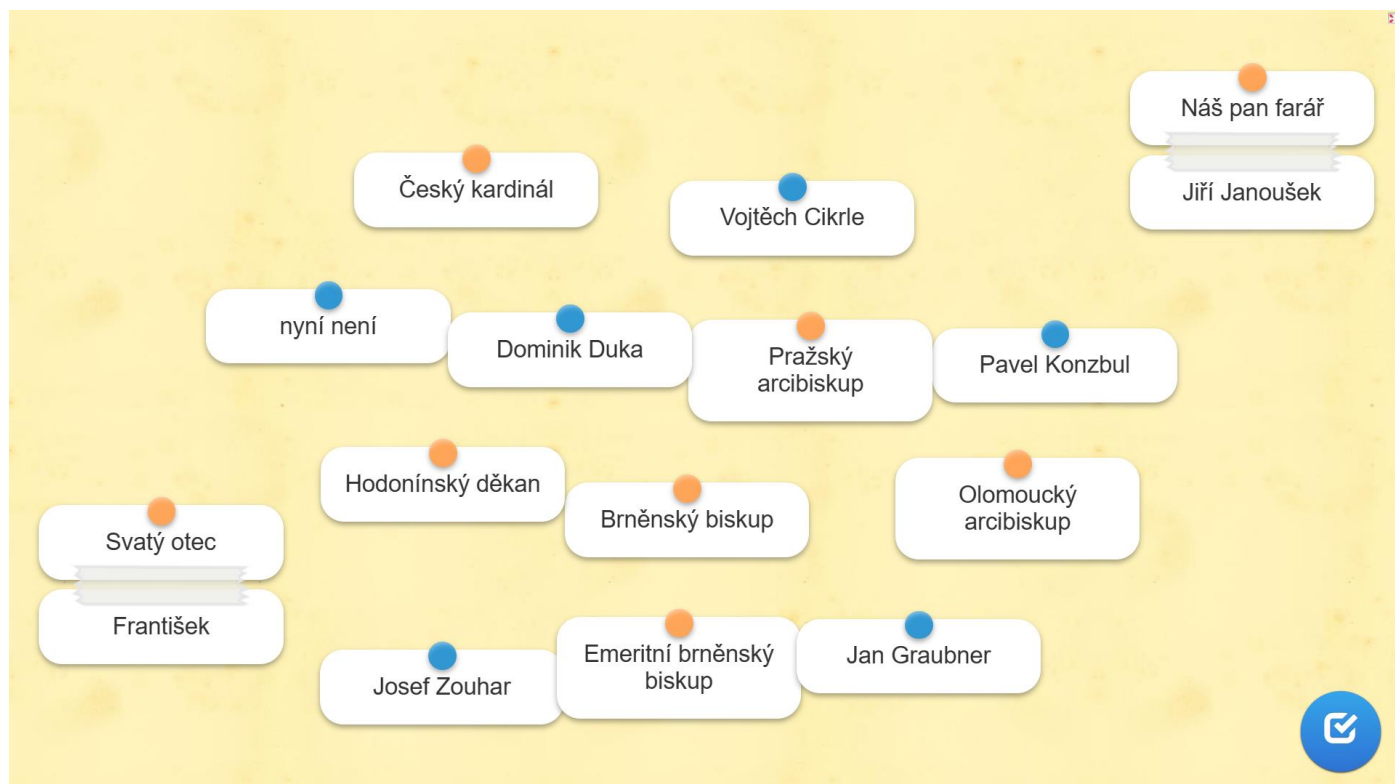 Náš pan farář
Jiří Janoušek
Český kardinál
Vojtěch Cikrle
nyní není
Dominik Duka
Pražský
arcibiskup
Pavel Konzbul
Hodonínský děkan
Brněnský biskup
Olomoucký
arcibiskup
Svatý otec
František
Josef Zouhar
Emeritní brněnský
biskup
Jan Graubner